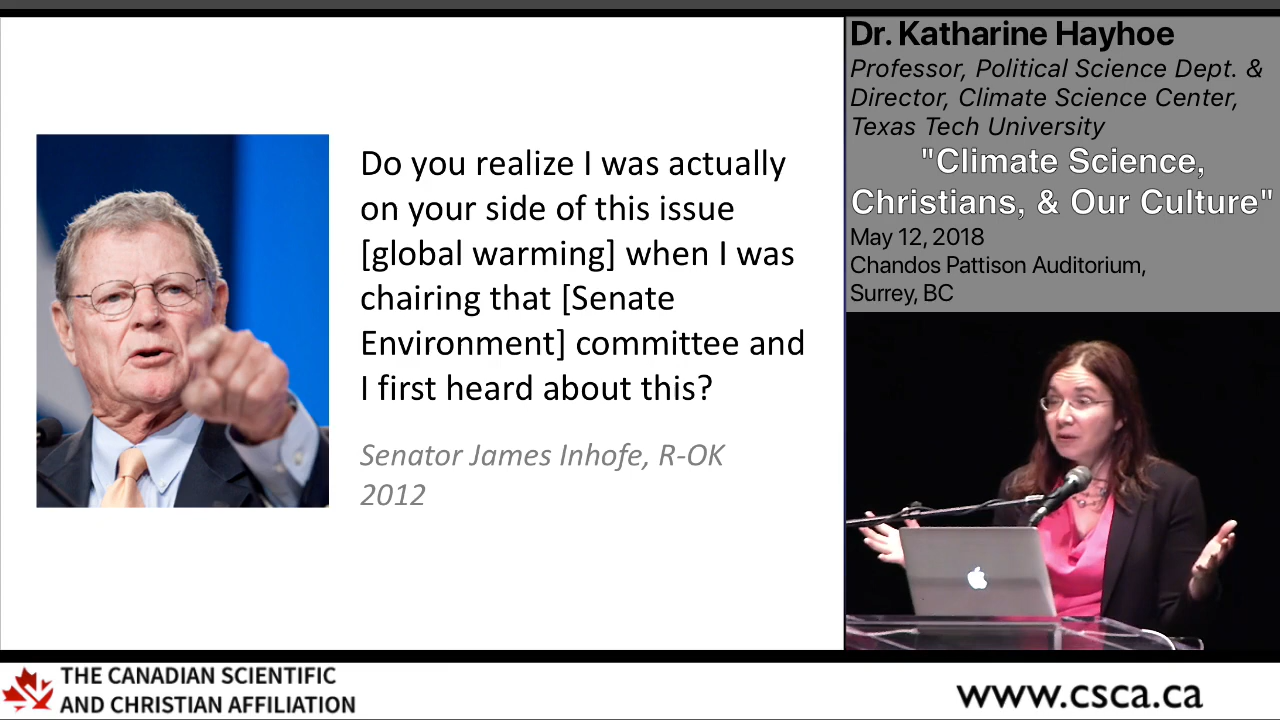 Do you realize I was actually
on your side of this issue
[global warming] when I was
chairing that [Senate
Environment] committee and
I first heard about this?
Senator James Inhofe, R-OK
2012
Dr. Katharine Hayhoe
Professor, Political Science Dept. &
Director, Climate Science Center,
Texas Tech University
"Climate Science,
Christians, & Our Culture"
May 12, 2018
Chandos Pattison Auditorium,
Surrey, BC
THE CANADIAN SCIENTIFIC
AND CHRISTIAN AFFILIATION
www.csca.ca